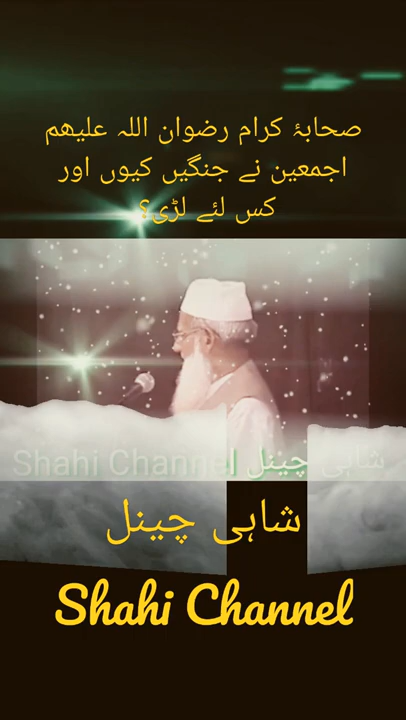 صحابۂ کرام رضوان اللہ علیھم
اجمعین نے جنگیں کیوں اور
کس لئے لڑی؟
Shahi Channel شاہی چینل
شاہی چینل
Shahi Channel